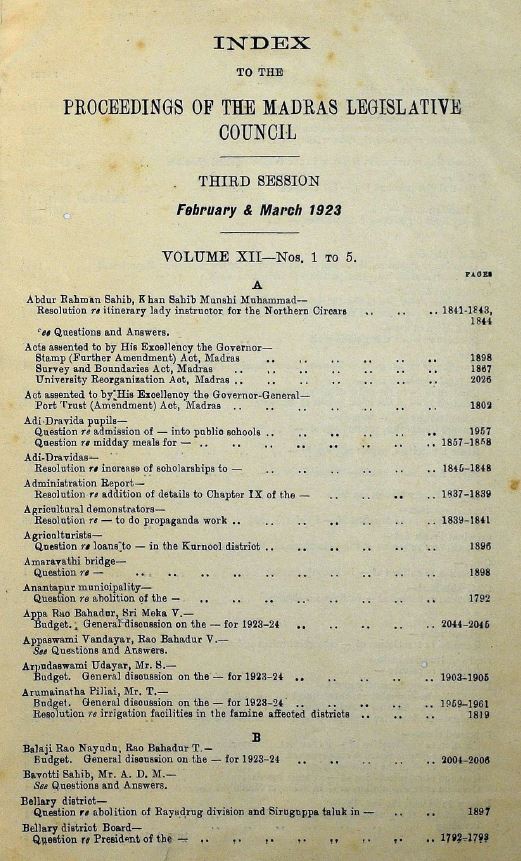 INDEX
TO THE
PROCEEDINGS OF THE MADRAS LEGISLATIVE
COUNCIL
THIRD SESSION
February & March 1923
VOLUME XII—Nos. 1 TO 5.
PAGES
A
Abdur Rahman Sahib, Khan Sahib Munshi Muhammad—
Resolution re itinerary lady instructor for the Northern Circars .. .. .. 1841-1843,
1844
See Questions and Answers.
Acts assented to by His Excellency the Governor—
Stamp (Further Amendment) Act, Madras .. .. .. .. .. .. 1898
Survey and Boundaries Act, Madras .. .. .. .. .. .. .. 1867
University Reorganization Act, Madras .. .. .. .. .. .. .. 2026
Act assented to by His Excellency the Governor-General—
Port Trust (Amendment) Act, Madras .. .. .. .. .. .. .. 1802
Adi-Dravida pupils—
Question re admission of — into public schools .. .. .. .. .. .. 1957
Question re midday meals for — .. .. .. .. .. .. .. .. 1857-1858
Adi-Dravidas—
Resolution re increase of scholarships to — .. .. .. .. .. .. 1845-1848
Administration Report—
Resolution re addition of details to Chapter IX of the — .. .. .. .. 1837-1839
Agricultural demonstrators—
Resolution re — to do propaganda work .. .. .. .. .. .. .. 1839-1841
Agriculturists—
Question re loans to — in the Kurnool district .. .. .. .. .. .. 1896
Amaravathi bridge—
Question re — .. .. .. .. .. .. .. .. .. .. 1898
Anantapur municipality—
Question re abolition of the — .. .. .. .. .. .. .. .. 1792
Appa Rao Bahadur, Sri Meka V.—
Budget. General discussion on the — for 1923-24 .. .. .. .. .. 2044-2045
Appaswami Vandayar, Rao Bahadur V.—
See Questions and Answers.
Arpudaswami Udayar, Mr. S.—
Budget. General discussion on the — for 1923-24 .. .. .. .. .. 1903-1905
Arumainatha Pillai, Mr. T.—
Budget. General discussion on the — for 1923-24 .. .. .. .. .. 1959-1961
Resolution re irrigation facilities in the famine affected districts .. .. .. 1819
B
Balaji Rao Nayudu, Rao Bahadur T.—
Budget. General discussion on the — for 1923-24 .. .. .. .. .. 2004-2006
Bavotti Sahib, Mr. A. D. M.—
See Questions and Answers.
Bellary district—
Question re abolition of Rayadrug division and Siruguppa taluk in — .. .. 1897
Bellary district Board—
Question re President of the — .. .. .. .. .. .. .. .. 1792-1793